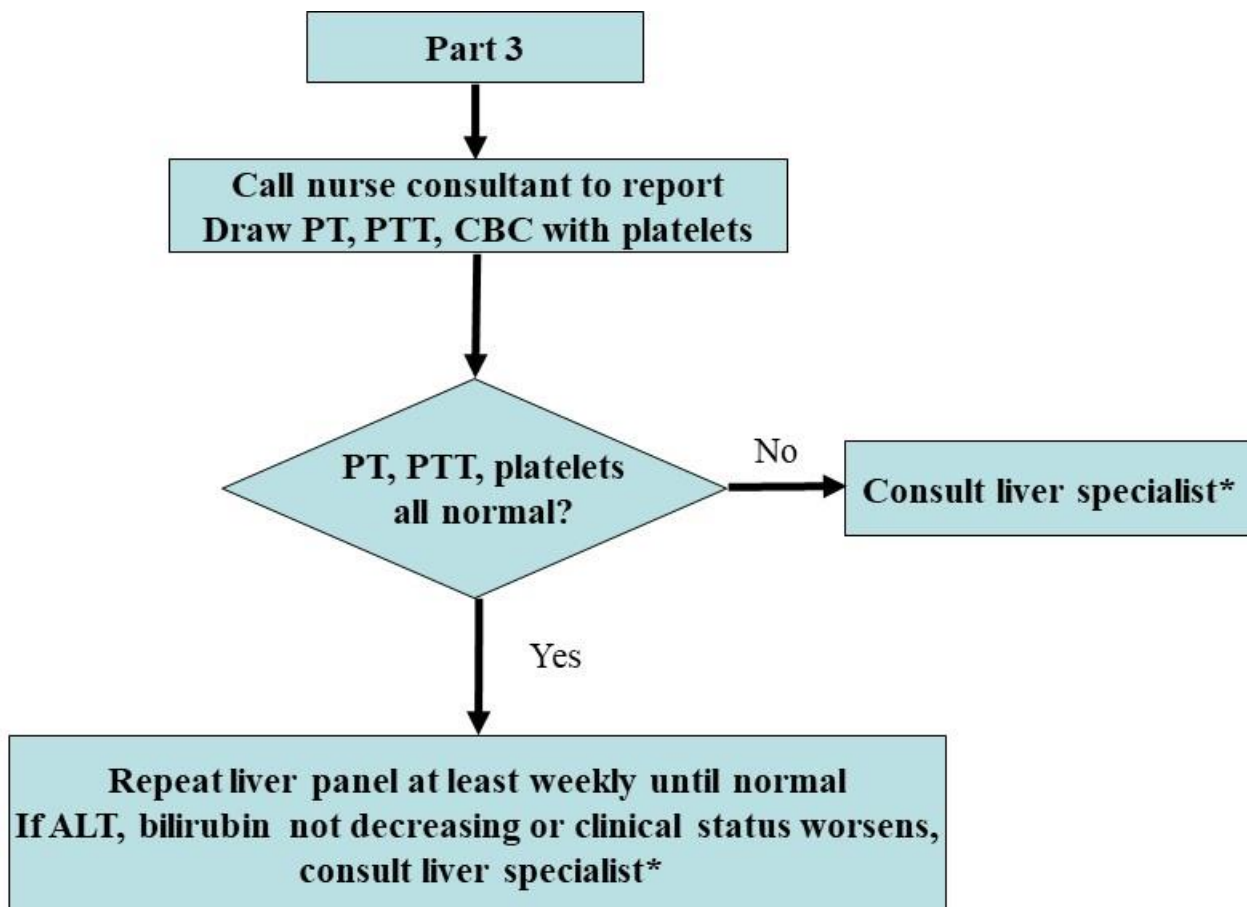 Part 3
Call nurse consultant to report
Draw PT, PTT, CBC with platelets
PT, PTT, platelets
all normal?
No
Consult liver specialist*
Yes
Repeat liver panel at least weekly until normal
If ALT, bilirubin not decreasing or clinical status worsens,
consult liver specialist*